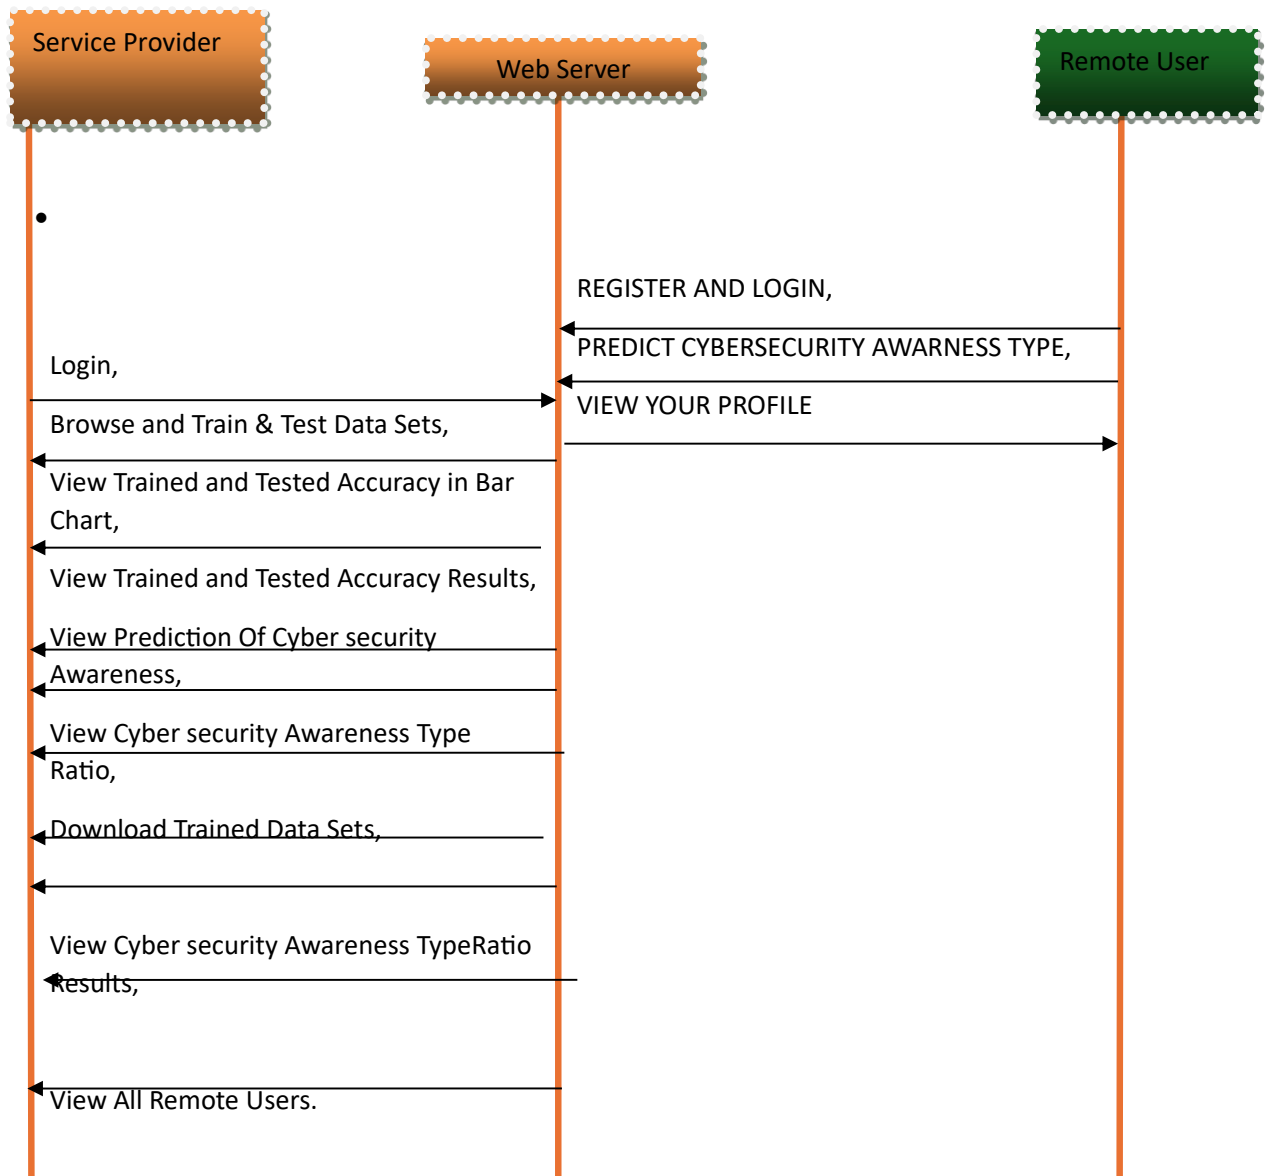 Service Provider
Web Server
Remote User
REGISTER AND LOGIN,
PREDICT CYBERSECURITY AWARNESS TYPE,
VIEW YOUR PROFILE
Login,
Browse and Train & Test Data Sets,
View Trained and Tested Accuracy in Bar
Chart,
View Trained and Tested Accuracy Results,
View Prediction Of Cyber security
Awareness,
View Cyber security Awareness Type
Ratio,
Download Trained Data Sets,
View Cyber security Awareness TypeRatio
Results,
View All Remote Users.